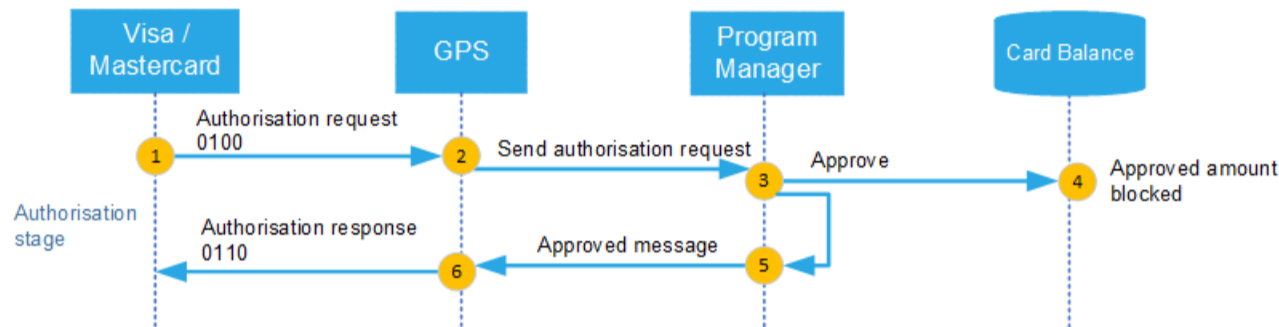 Visa /
Mastercard
GPS
Program
Manager
Card Balance
Authorisation request
0100
1
2
Send authorisation request
3
Approve
4
Approved amount
blocked
Authorisation
stage
Authorisation response
0110
6
Approved message
5